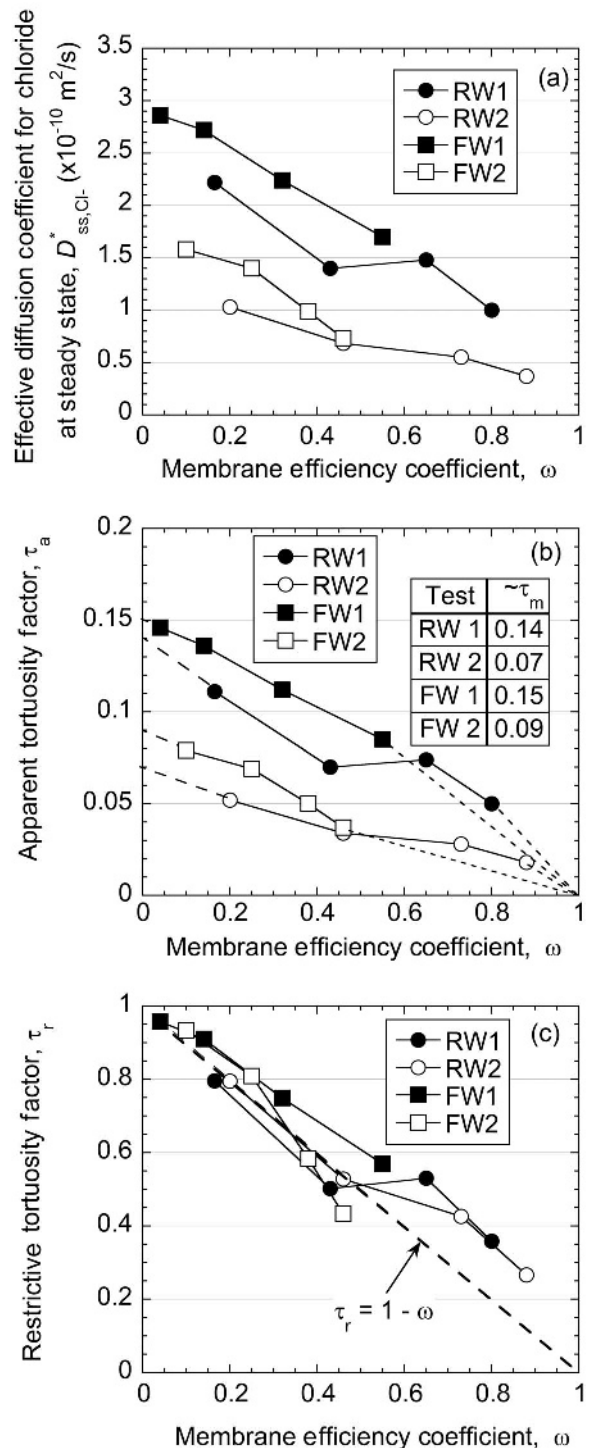 Effective diffusion coefficient for chloride
at steady state, D*ss,Cl- (x10-10 m2/s)
3.5
3
2.5
2
1.5
1
0.5
0
(a)
RW1
RW2
FW1
FW2
0 0.2 0.4 0.6 0.8 1
Membrane efficiency coefficient, ω
Apparent tortuosity factor, τa
0.2
0.15
0.1
0.05
0
(b)
RW1
RW2
FW1
FW2
Test ~τm
RW 1 0.14
RW 2 0.07
FW 1 0.15
FW 2 0.09
0 0.2 0.4 0.6 0.8 1
Membrane efficiency coefficient, ω
Restrictive tortuosity factor, τr
1
0.8
0.6
0.4
0.2
0
(c)
RW1
RW2
FW1
FW2
τr = 1 - ω
0 0.2 0.4 0.6 0.8 1
Membrane efficiency coefficient, ω